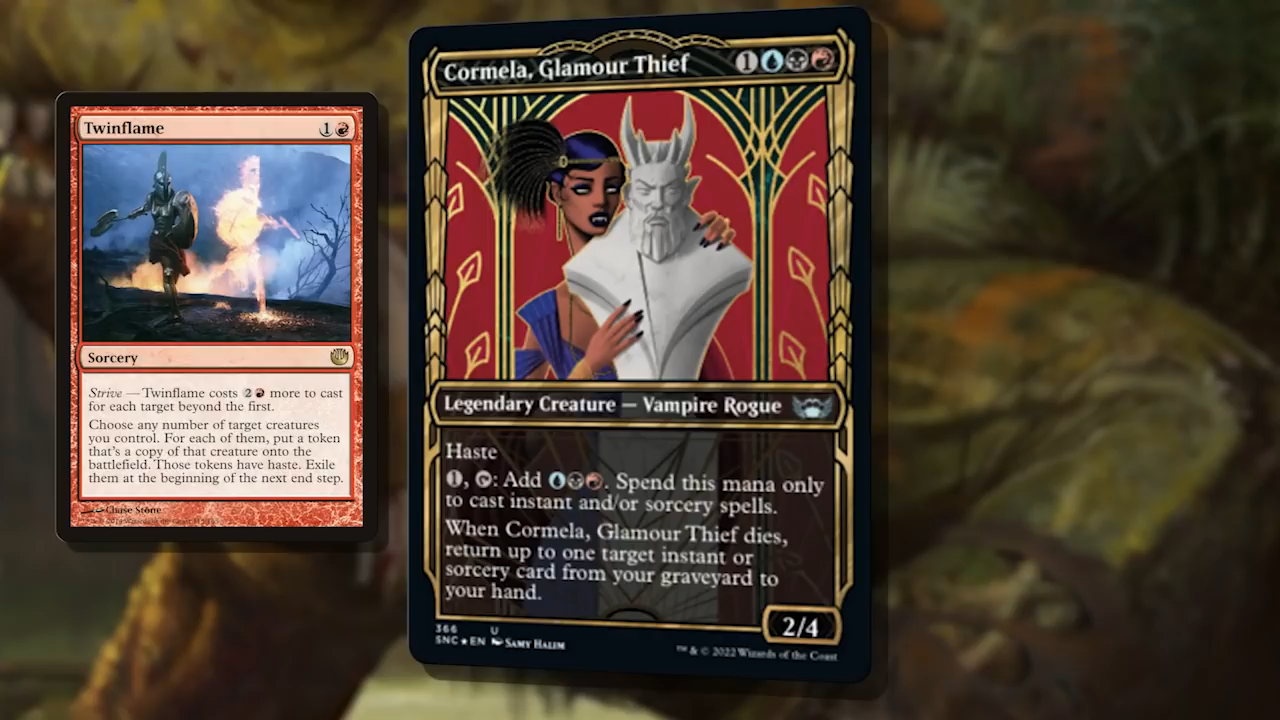 Twinflame 1
Sorcery
Strive — Twinflame costs 2 more to cast
for each target beyond the first.
Choose any number of target creatures
you control. For each of them, put a token
that's a copy of that creature onto the
battlefield. Those tokens have haste. Exile
them at the beginning of the next end step.
Chase Stone
Cormela, Glamour Thief 1
Legendary Creature — Vampire Rogue
Haste
1, : Add . Spend this mana only
to cast instant and/or sorcery spells.
When Cormela, Glamour Thief dies,
return up to one target instant or
sorcery card from your graveyard to
your hand.
2/4
366 U
SNC★EN Samy Halim
™ & © 2022 Wizards of the Coast